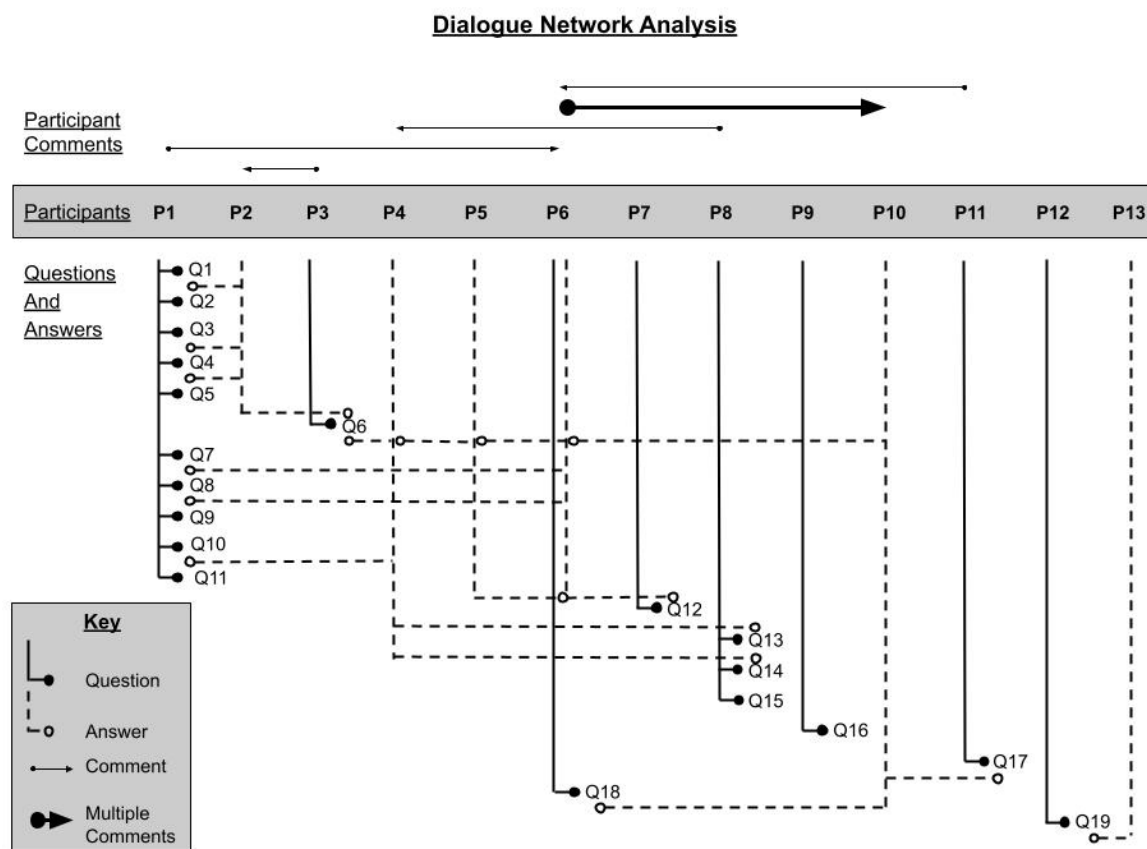 Dialogue Network Analysis
Participant
Comments
Participants P1 P2 P3 P4 P5 P6 P7 P8 P9 P10 P11 P12 P13
Questions
And
Answers
Q1
Q2
Q3
Q4
Q5
Q6
Q7
Q8
Q9
Q10
Q11
Q12
Q13
Q14
Q15
Q16
Q17
Q18
Q19
Key
Question
Answer
Comment
Multiple
Comments